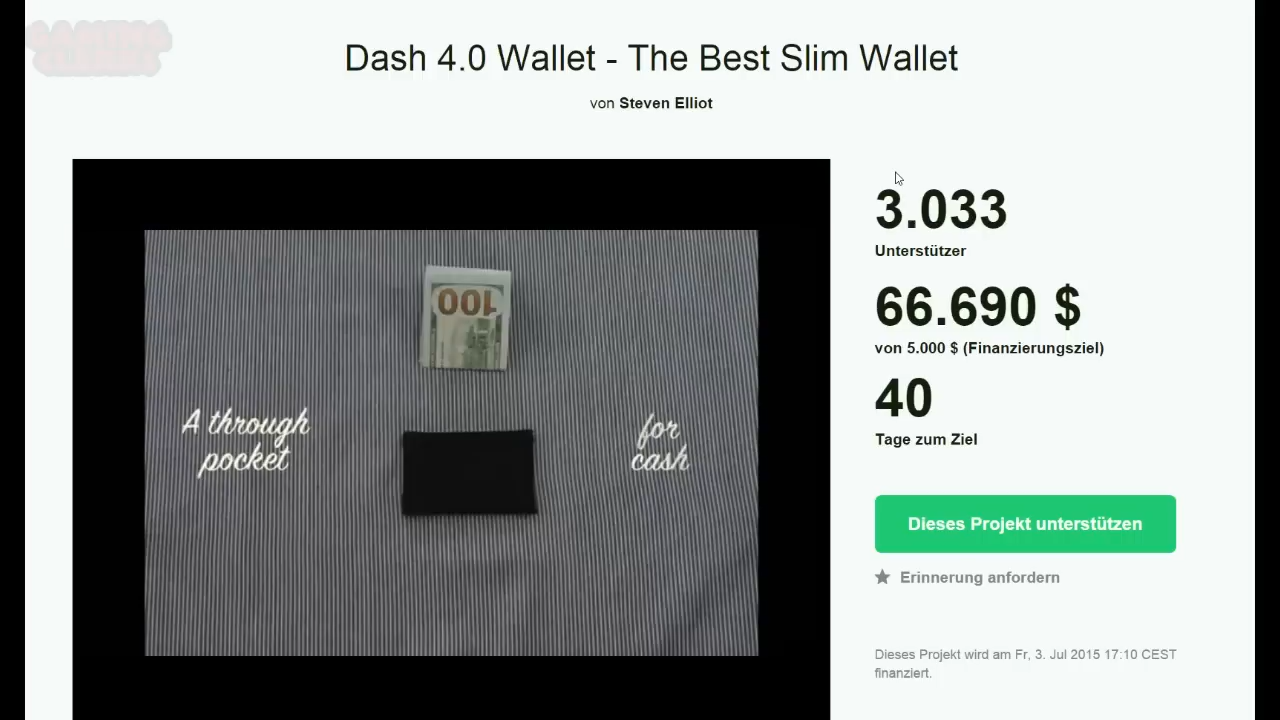 Dash 4.0 Wallet - The Best Slim Wallet
von Steven Elliot
100
A through
pocket
for
cash
3.033
Unterstützer
66.690 $
von 5.000 $ (Finanzierungsziel)
40
Tage zum Ziel
Dieses Projekt unterstützen
Erinnerung anfordern
Dieses Projekt wird am Fr, 3. Jul 2015 17:10 CEST
finanziert.